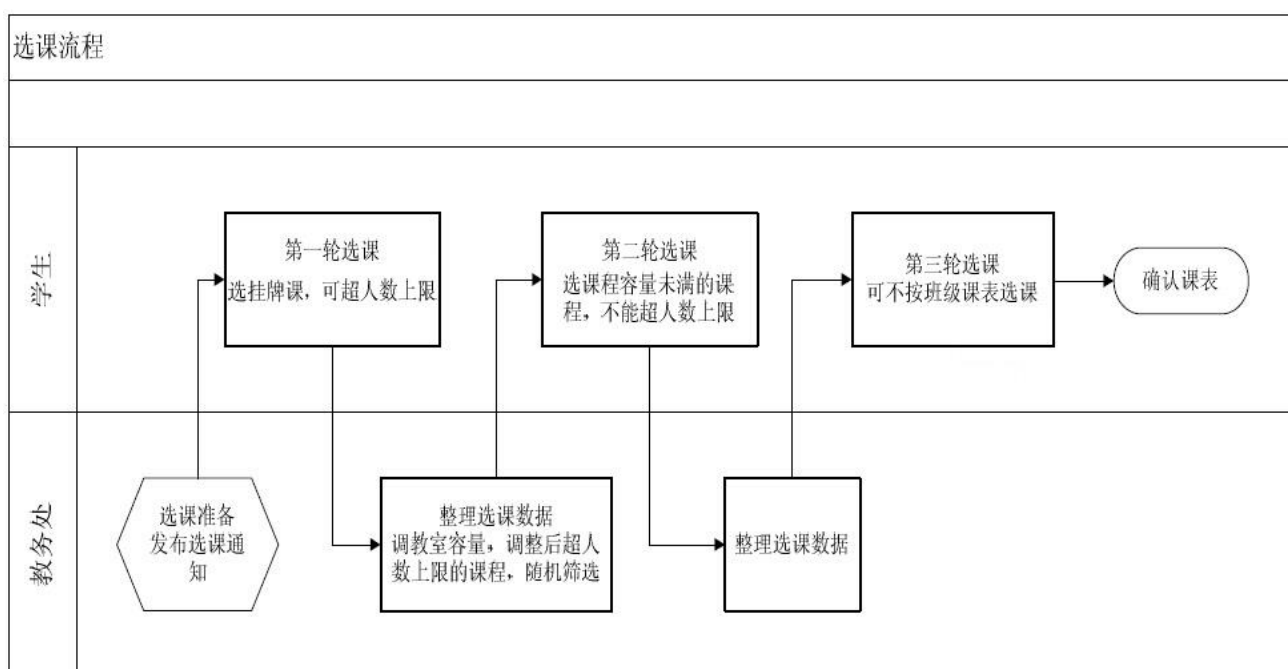 选课流程
学生
第一轮选课
选挂牌课，可超人数上限
第二轮选课
选课程容量未满的课
程，不能超人数上限
第三轮选课
可不按班级课表选课
确认课表
教务处
选课准备
发布选课通
知
整理选课数据
调教室容量，调整后超人
数上限的课程，随机筛选
整理选课数据